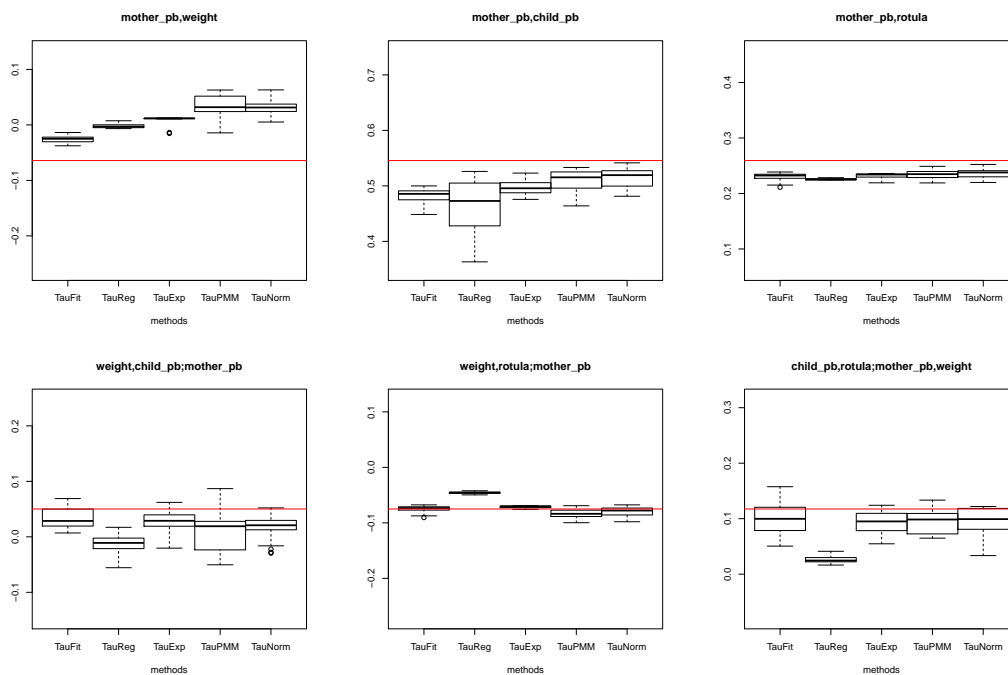 mother_pb,weight
0.1
0.0
−0.1
−0.2
TauFit TauReg TauExp TauPMM TauNorm
methods
mother_pb,child_pb
0.7
0.6
0.5
0.4
TauFit TauReg TauExp TauPMM TauNorm
methods
mother_pb,rotula
0.4
0.3
0.2
0.1
TauFit TauReg TauExp TauPMM TauNorm
methods
weight,child_pb;mother_pb
0.2
0.1
0.0
−0.1
TauFit TauReg TauExp TauPMM TauNorm
methods
weight,rotula;mother_pb
0.1
0.0
−0.1
−0.2
TauFit TauReg TauExp TauPMM TauNorm
methods
child_pb,rotula;mother_pb,weight
0.3
0.2
0.1
0.0
TauFit TauReg TauExp TauPMM TauNorm
methods